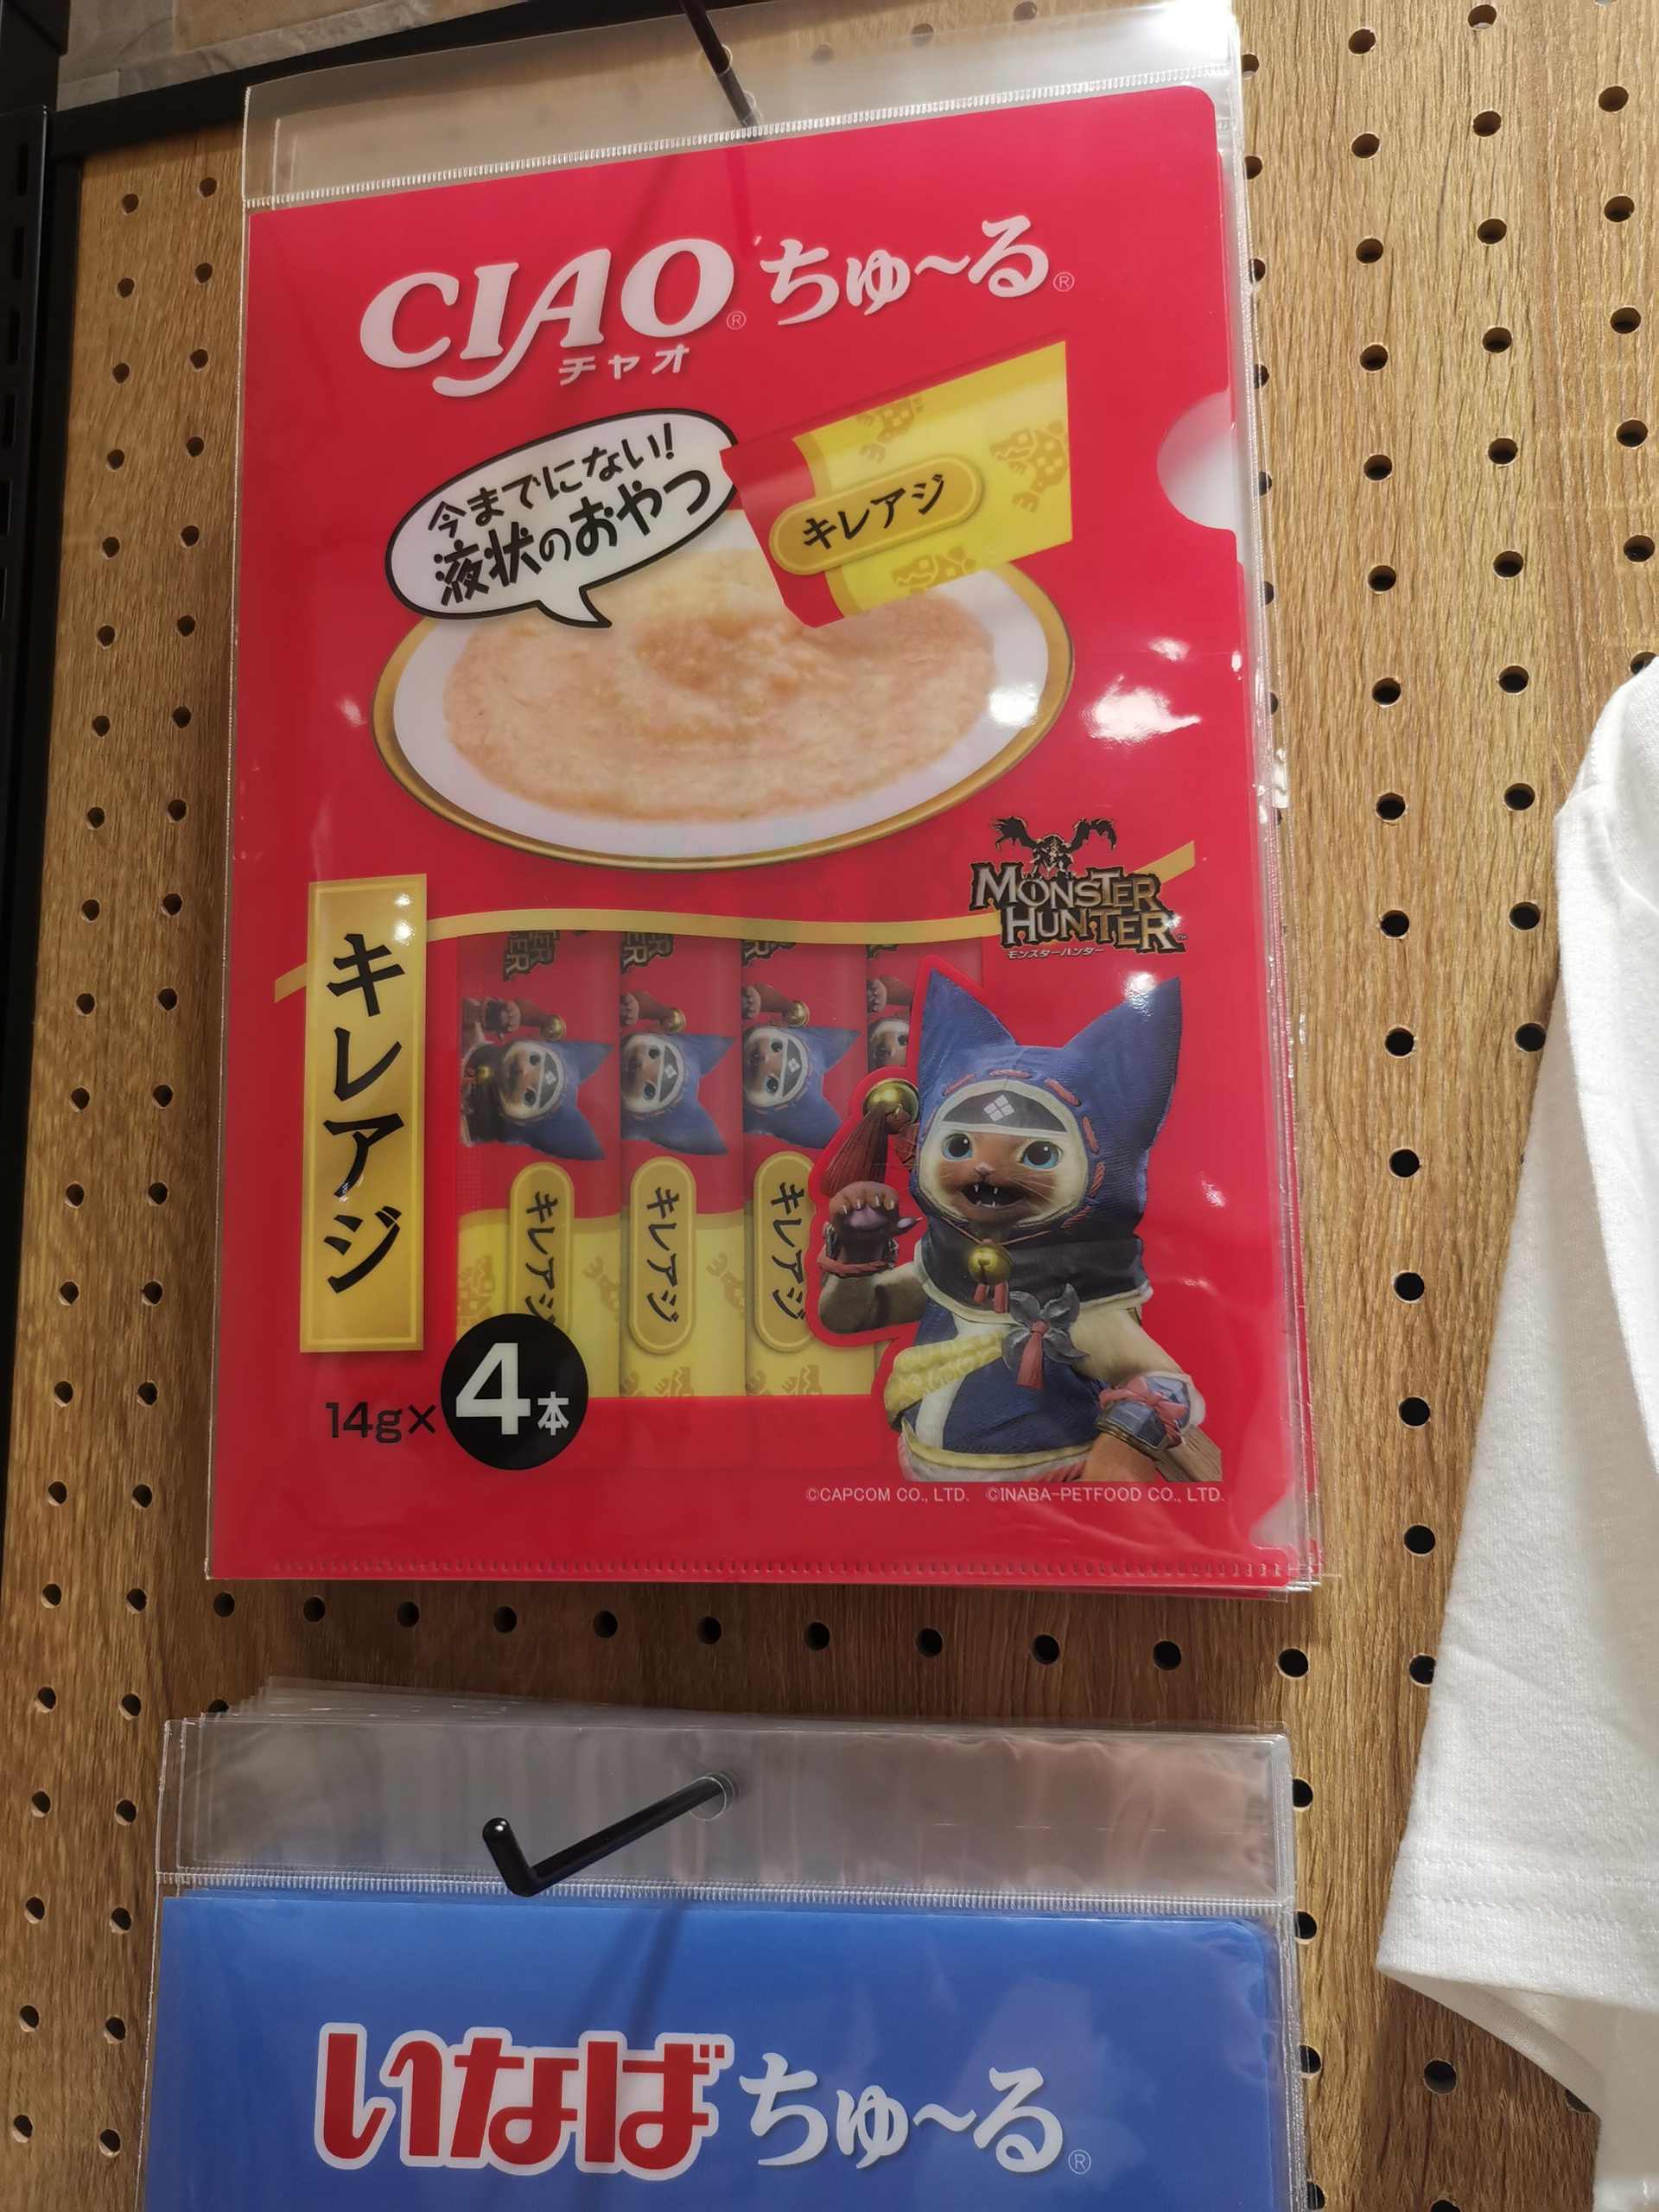 CIAO® ちゅ～る®
チャオ
今までにない!
液状のおやつ
キレアジ
MONSTER
HUNTER™
モンスターハンター
キレアジ
キレアジ
キレアジ
キレアジ
14g×4本
©CAPCOM CO., LTD. ©INABA-PETFOOD CO., LTD.
いなば ちゅ～る®